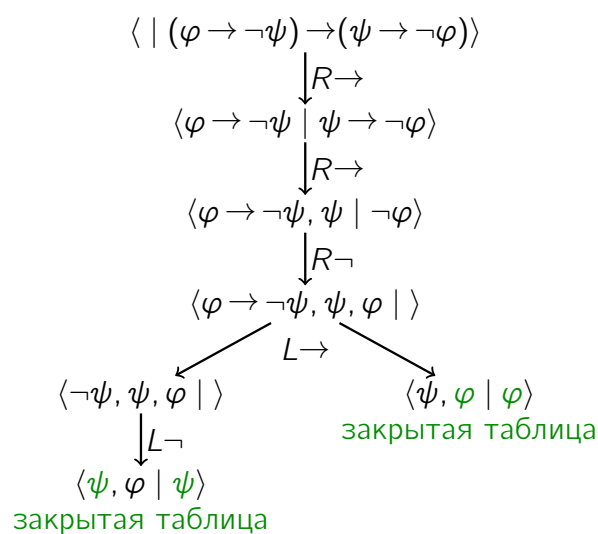 ⟨ | (φ → ¬ψ) → (ψ → ¬φ)⟩
R→
⟨φ → ¬ψ | ψ → ¬φ⟩
R→
⟨φ → ¬ψ, ψ | ¬φ⟩
R¬
⟨φ → ¬ψ, ψ, φ | ⟩
L→
⟨¬ψ, ψ, φ | ⟩ ⟨ψ, φ | φ⟩
закрытая таблица
L¬
⟨ψ, φ | ψ⟩
закрытая таблица